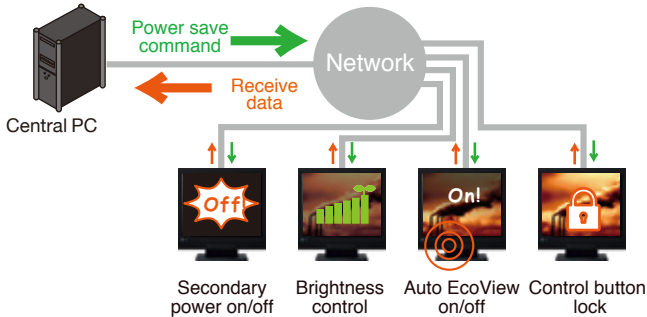 Power save
command
Network
Receive
data
Central PC
Off
On!
Secondary
power on/off
Brightness
control
Auto EcoView
on/off
Control button
lock